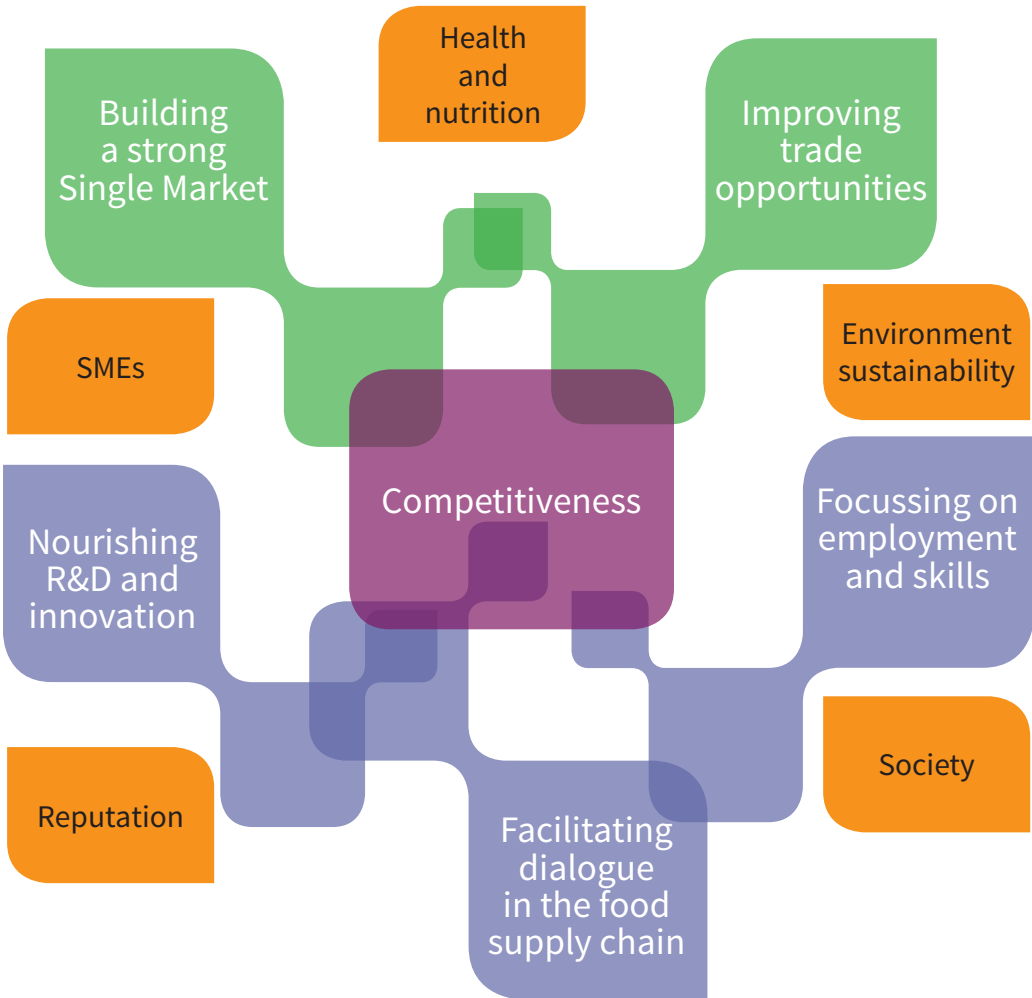 Health
and
nutrition
Building
a strong
Single Market
Improving
trade
opportunities
SMEs
Environment
sustainability
Competitiveness
Nourishing
R&D and
innovation
Focussing on
employment
and skills
Reputation
Society
Facilitating
dialogue
in the food
supply chain